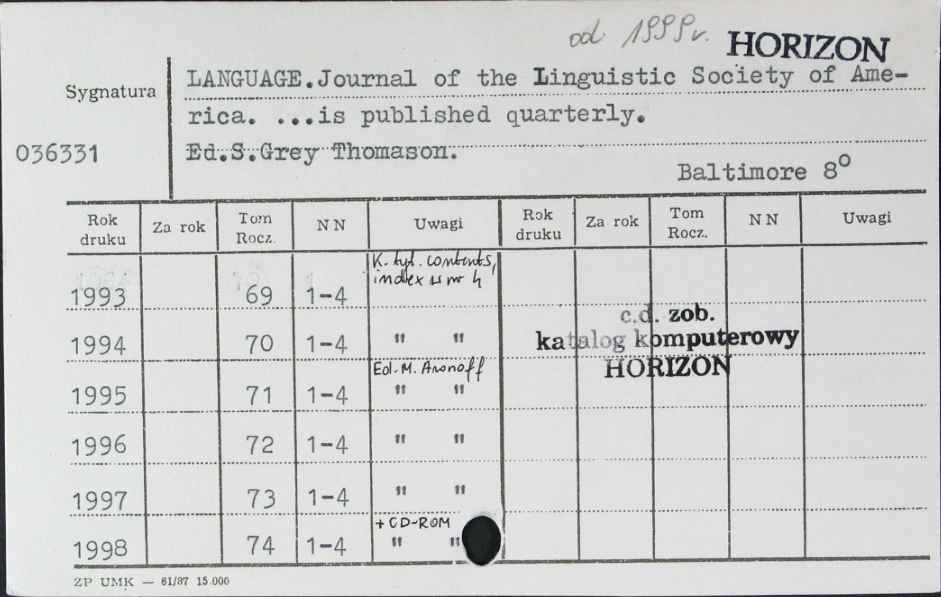 od 1999r. HORIZON
Sygnatura
036331
LANGUAGE.Journal of the Linguistic Society of Ame-
rica. ...is published quarterly.
Ed.S.Grey Thomason.
Baltimore 8⁰
Rok druku Za rok Tom Rocz. NN Uwagi Rok druku Za rok Tom Rocz. NN Uwagi
K. tyt. contents,
index w nr 4
1993 69 1-4
1994 70 1-4 " "
Ed. M. Aronoff
1995 71 1-4 " "
1996 72 1-4 " "
1997 73 1-4 " "
+ CD-ROM
1998 74 1-4 " "
c.d. zob.
katalog komputerowy
HORIZON
ZP UMK — 61/87 15.000